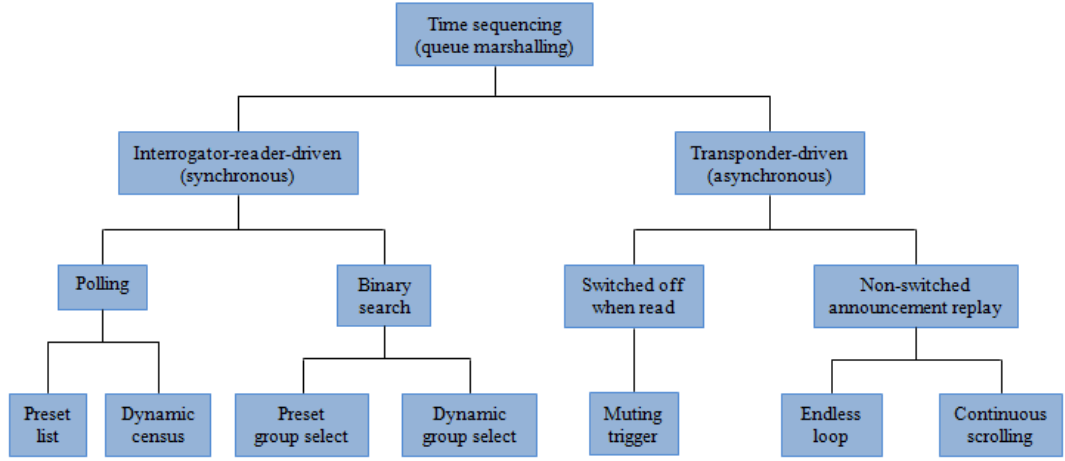 Time sequencing
(queue marshalling)
Interrogator-reader-driven
(synchronous)
Transponder-driven
(asynchronous)
Polling
Binary
search
Switched off
when read
Non-switched
announcement replay
Preset
list
Dynamic
census
Preset
group select
Dynamic
group select
Muting
trigger
Endless
loop
Continuous
scrolling